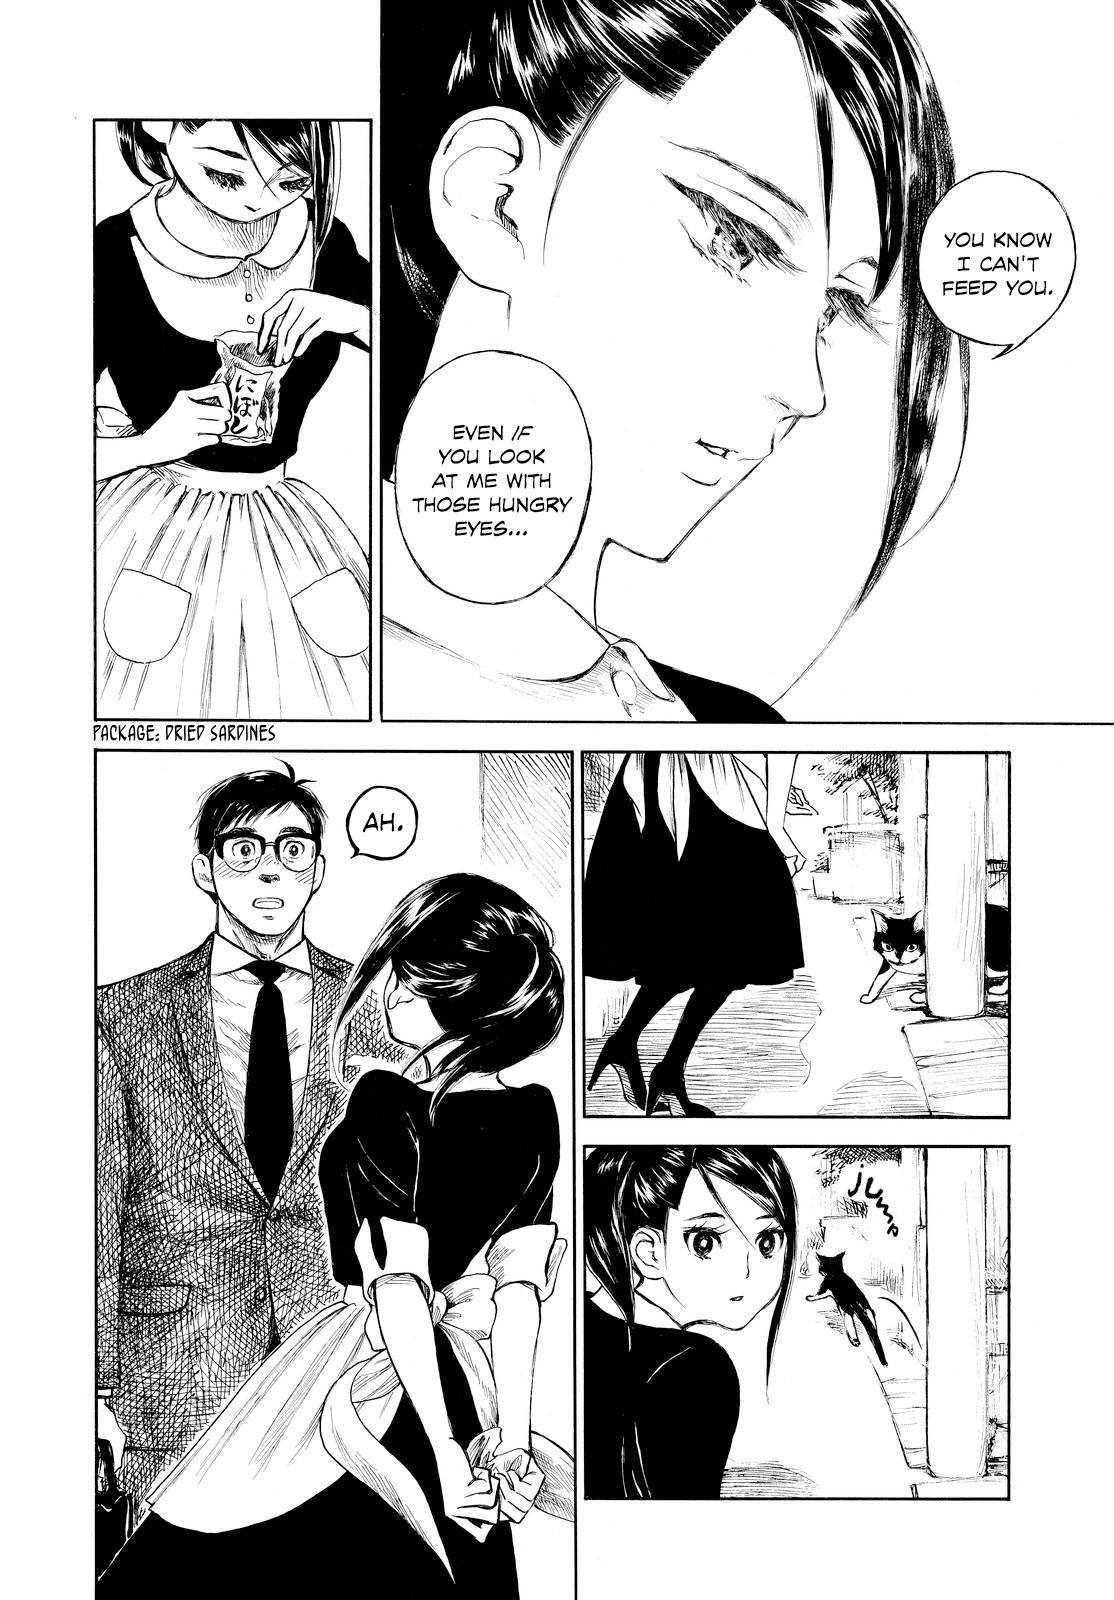 YOU KNOW
I CAN'T
FEED YOU.
EVEN IF
YOU LOOK
AT ME WITH
THOSE HUNGRY
EYES...
にぼし
PACKAGE: DRIED SARDINES
jump
AH.